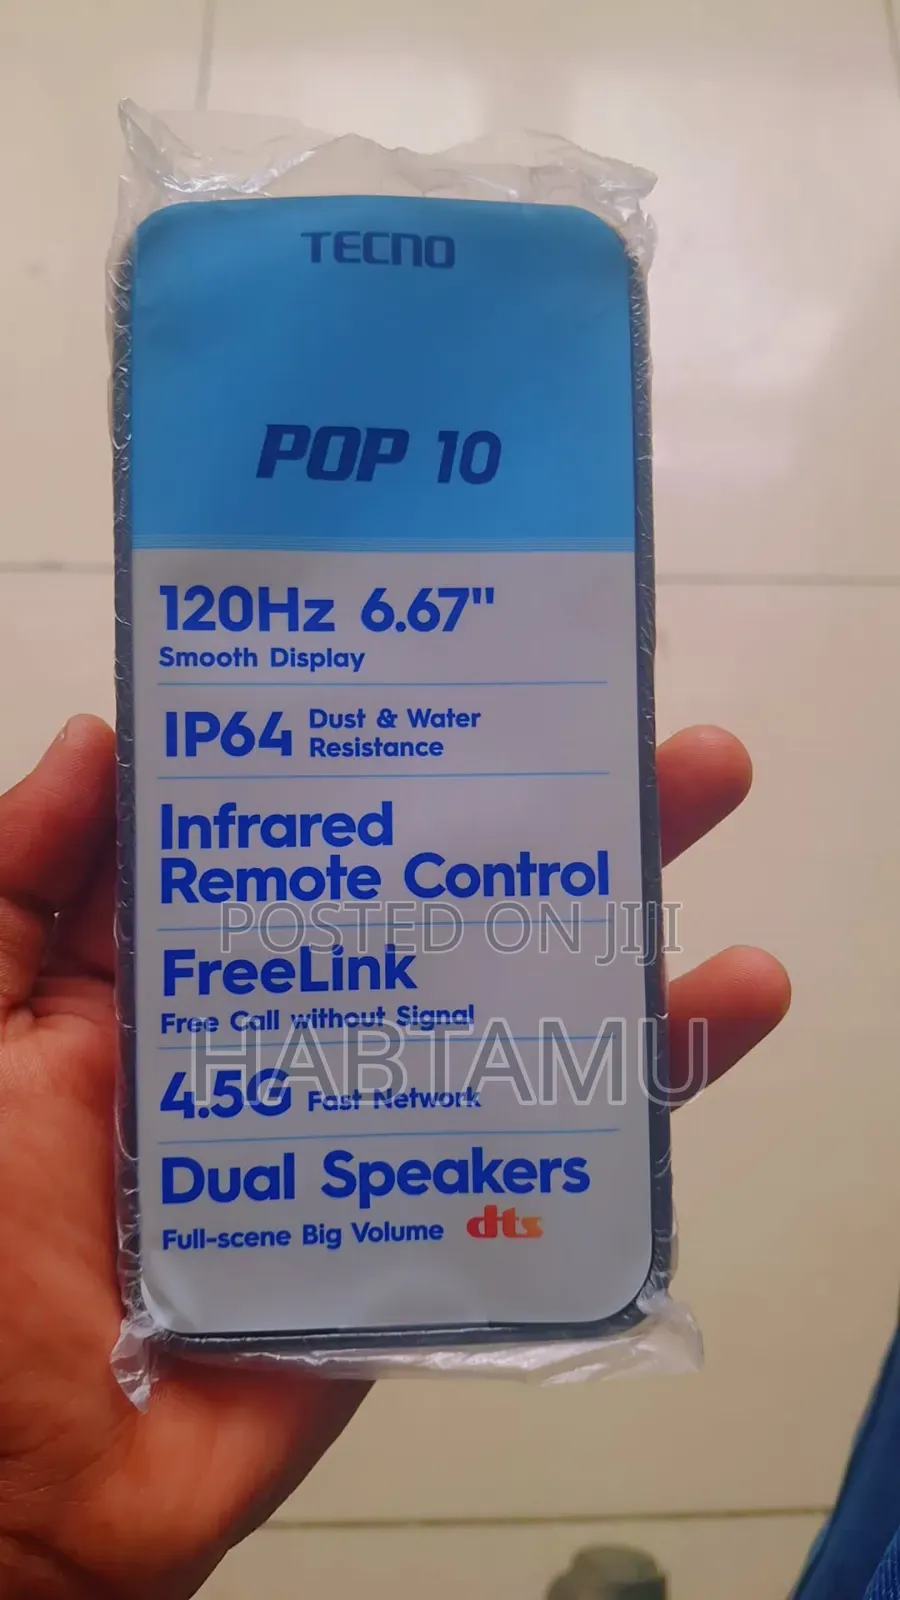 TECNO
POP 10
120Hz 6.67"
Smooth Display
IP64 Dust & Water
Resistance
Infrared
Remote Control
POSTED ON JIJI
FreeLink
Free Call without Signal
HABTAMU
4.5G Fast Network
Dual Speakers
Full-scene Big Volume dts